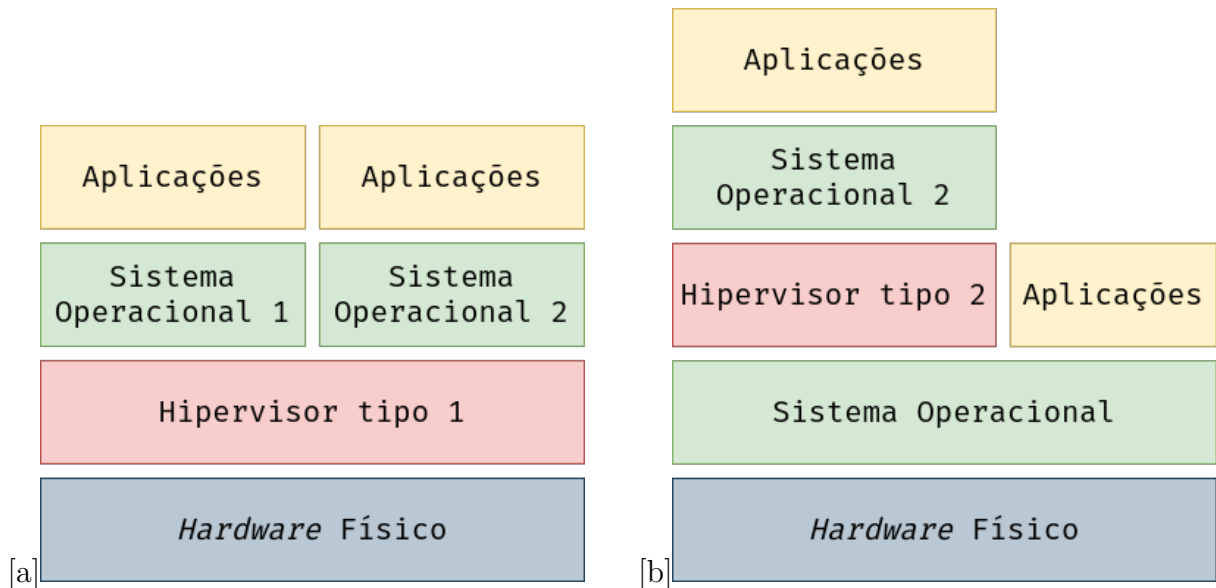 Aplicações
Aplicações
Sistema
Operacional 1
Sistema
Operacional 2
Hipervisor tipo 1
Hardware Físico
[a]
Aplicações
Sistema
Operacional 2
Hipervisor tipo 2
Aplicações
Sistema Operacional
Hardware Físico
[b]